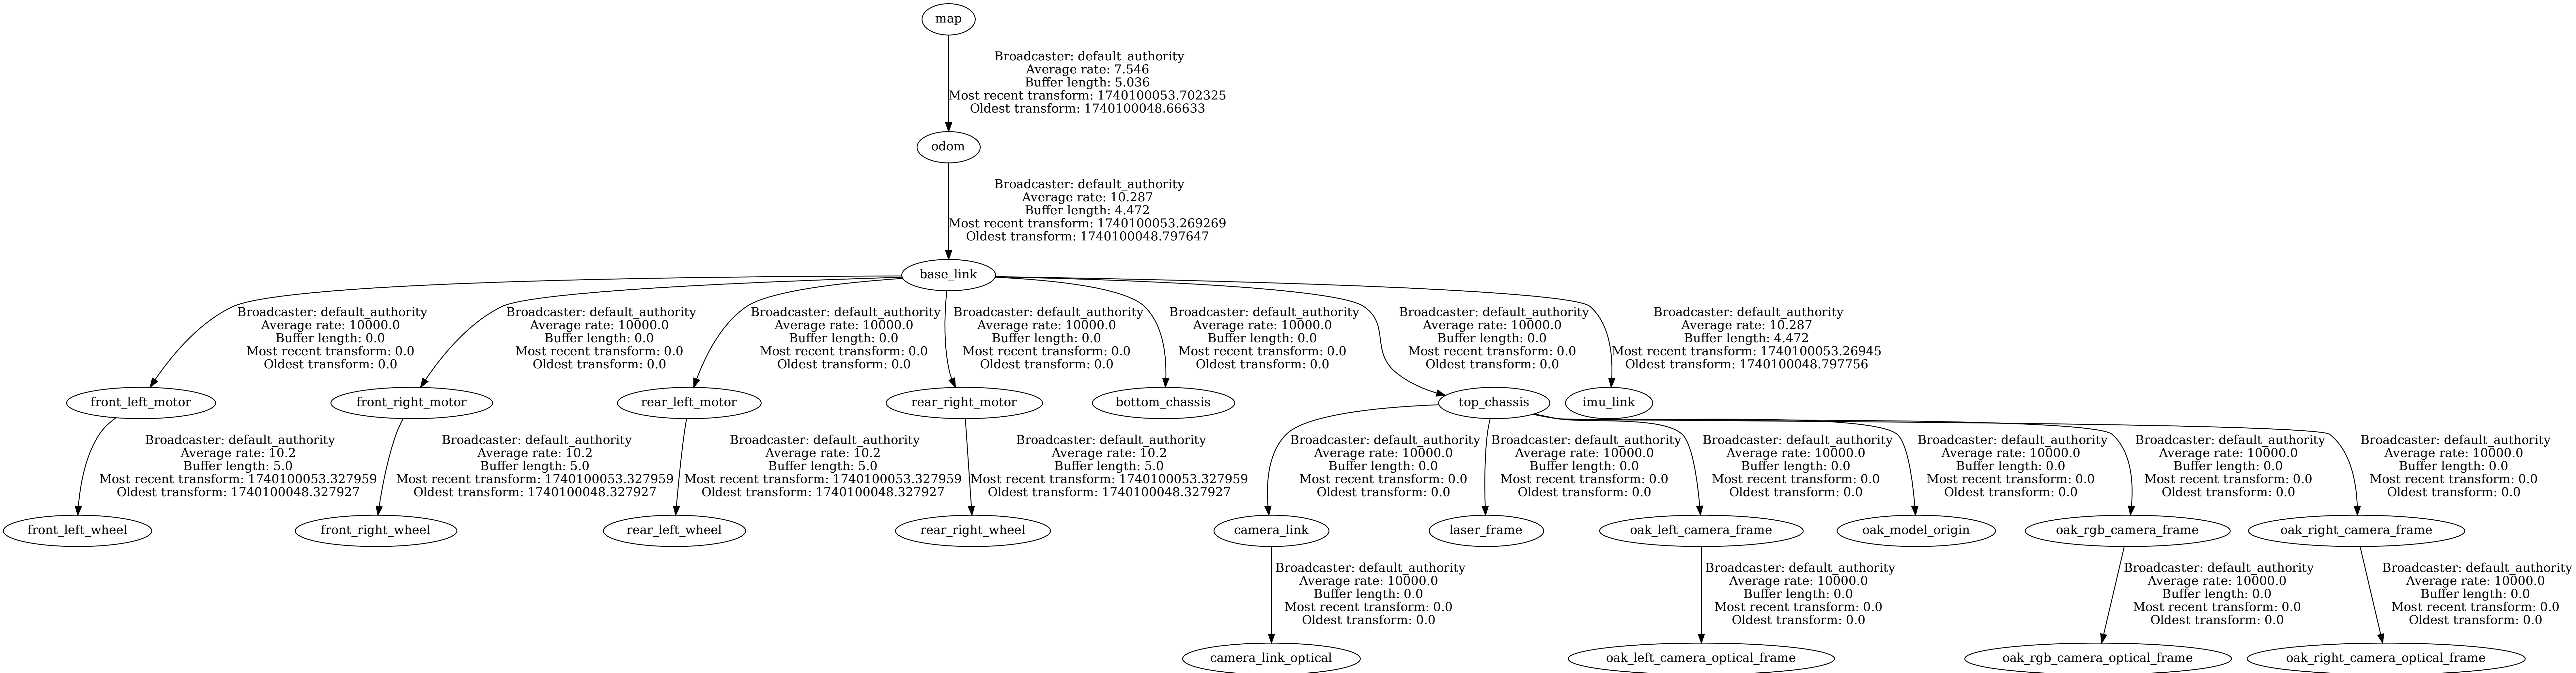 map
Broadcaster: default_authority
Average rate: 7.546
Buffer length: 5.036
Most recent transform: 1740100053.702325
Oldest transform: 1740100048.66633
odom
Broadcaster: default_authority
Average rate: 10.287
Buffer length: 4.472
Most recent transform: 1740100053.269269
Oldest transform: 1740100048.797647
base_link
Broadcaster: default_authority
Average rate: 10000.0
Buffer length: 0.0
Most recent transform: 0.0
Oldest transform: 0.0
Broadcaster: default_authority
Average rate: 10000.0
Buffer length: 0.0
Most recent transform: 0.0
Oldest transform: 0.0
Broadcaster: default_authority
Average rate: 10000.0
Buffer length: 0.0
Most recent transform: 0.0
Oldest transform: 0.0
Broadcaster: default_authority
Average rate: 10000.0
Buffer length: 0.0
Most recent transform: 0.0
Oldest transform: 0.0
Broadcaster: default_authority
Average rate: 10000.0
Buffer length: 0.0
Most recent transform: 0.0
Oldest transform: 0.0
Broadcaster: default_authority
Average rate: 10000.0
Buffer length: 0.0
Most recent transform: 0.0
Oldest transform: 0.0
Broadcaster: default_authority
Average rate: 10.287
Buffer length: 4.472
Most recent transform: 1740100053.26945
Oldest transform: 1740100048.797756
front_left_motor
front_right_motor
rear_left_motor
rear_right_motor
bottom_chassis
top_chassis
imu_link
Broadcaster: default_authority
Average rate: 10.2
Buffer length: 5.0
Most recent transform: 1740100053.327959
Oldest transform: 1740100048.327927
Broadcaster: default_authority
Average rate: 10.2
Buffer length: 5.0
Most recent transform: 1740100053.327959
Oldest transform: 1740100048.327927
Broadcaster: default_authority
Average rate: 10.2
Buffer length: 5.0
Most recent transform: 1740100053.327959
Oldest transform: 1740100048.327927
Broadcaster: default_authority
Average rate: 10.2
Buffer length: 5.0
Most recent transform: 1740100053.327959
Oldest transform: 1740100048.327927
Broadcaster: default_authority
Average rate: 10000.0
Buffer length: 0.0
Most recent transform: 0.0
Oldest transform: 0.0
Broadcaster: default_authority
Average rate: 10000.0
Buffer length: 0.0
Most recent transform: 0.0
Oldest transform: 0.0
Broadcaster: default_authority
Average rate: 10000.0
Buffer length: 0.0
Most recent transform: 0.0
Oldest transform: 0.0
Broadcaster: default_authority
Average rate: 10000.0
Buffer length: 0.0
Most recent transform: 0.0
Oldest transform: 0.0
Broadcaster: default_authority
Average rate: 10000.0
Buffer length: 0.0
Most recent transform: 0.0
Oldest transform: 0.0
Broadcaster: default_authority
Average rate: 10000.0
Buffer length: 0.0
Most recent transform: 0.0
Oldest transform: 0.0
front_left_wheel
front_right_wheel
rear_left_wheel
rear_right_wheel
camera_link
laser_frame
oak_left_camera_frame
oak_model_origin
oak_rgb_camera_frame
oak_right_camera_frame
Broadcaster: default_authority
Average rate: 10000.0
Buffer length: 0.0
Most recent transform: 0.0
Oldest transform: 0.0
Broadcaster: default_authority
Average rate: 10000.0
Buffer length: 0.0
Most recent transform: 0.0
Oldest transform: 0.0
Broadcaster: default_authority
Average rate: 10000.0
Buffer length: 0.0
Most recent transform: 0.0
Oldest transform: 0.0
Broadcaster: default_authority
Average rate: 10000.0
Buffer length: 0.0
Most recent transform: 0.0
Oldest transform: 0.0
camera_link_optical
oak_left_camera_optical_frame
oak_rgb_camera_optical_frame
oak_right_camera_optical_frame